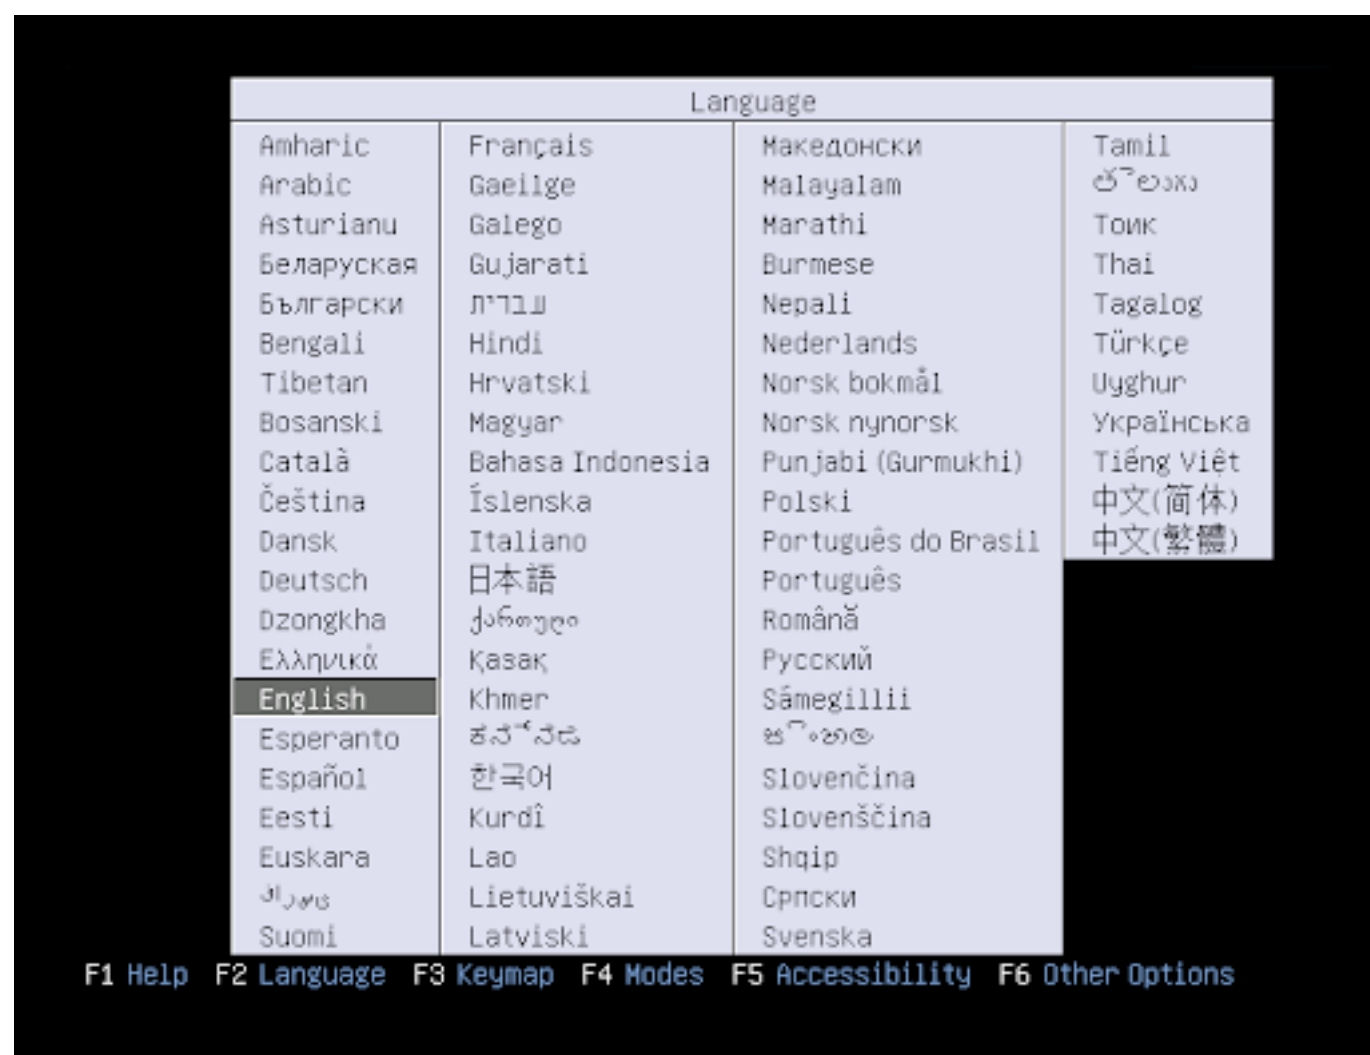 Language
Amharic
Arabic
Asturianu
Беларуская
Български
Bengali
Tibetan
Bosanski
Català
Čeština
Dansk
Deutsch
Dzongkha
Ελληνικά
English
Esperanto
Español
Eesti
Euskara
فارسی
Suomi
Français
Gaeilge
Galego
Gujarati
עברית
Hindi
Hrvatski
Magyar
Bahasa Indonesia
Íslenska
Italiano
日本語
ქართული
Қазақ
Khmer
ಕನ್ನಡ
한국어
Kurdî
Lao
Lietuviškai
Latviski
Македонски
Malayalam
Marathi
Burmese
Nepali
Nederlands
Norsk bokmål
Norsk nynorsk
Punjabi (Gurmukhi)
Polski
Português do Brasil
Português
Română
Русский
Sámegillii
සිංහල
Slovenčina
Slovenščina
Shqip
Српски
Svenska
Tamil
తెలుగు
Тоик
Thai
Tagalog
Türkçe
Uyghur
Українська
Tiếng Việt
中文(简体)
中文(繁體)
F1 Help F2 Language F3 Keymap F4 Modes F5 Accessibility F6 Other Options